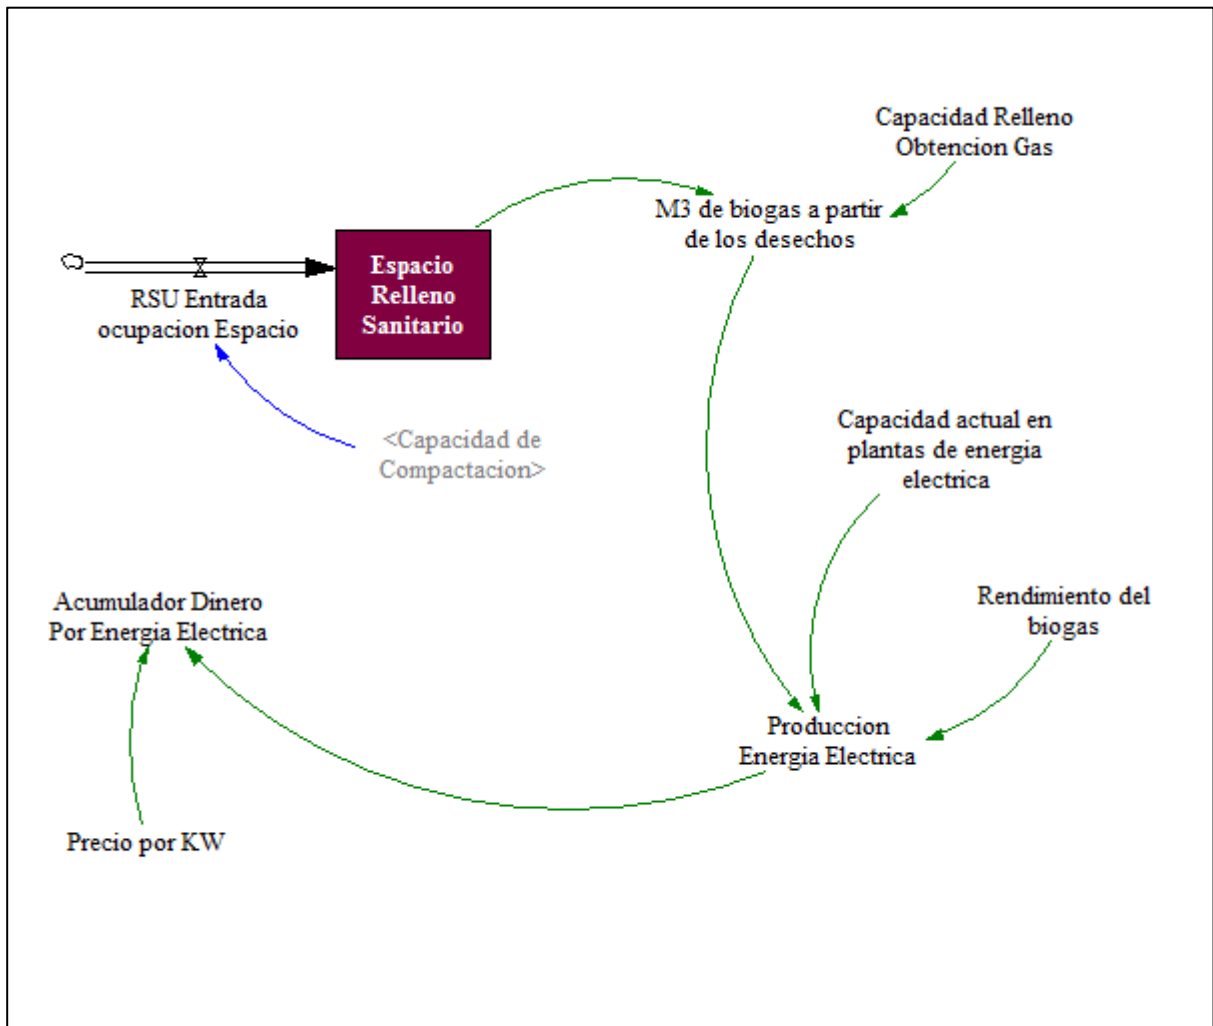 Capacidad Relleno
Obtencion Gas
M3 de biogas a partir
de los desechos
Espacio
Relleno
Sanitario
RSU Entrada
ocupacion Espacio
<Capacidad de
Compactacion>
Capacidad actual en
plantas de energia
electrica
Acumulador Dinero
Por Energia Electrica
Rendimiento del
biogas
Produccion
Energia Electrica
Precio por KW